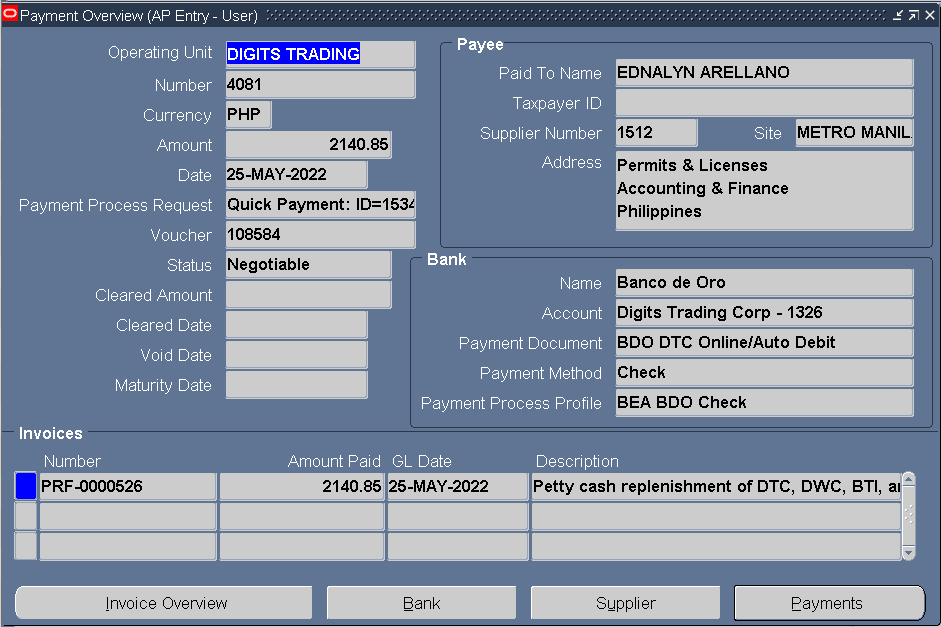 Payment Overview (AP Entry - User)
Operating Unit DIGITS TRADING
Number 4081
Currency PHP
Amount 2140.85
Date 25-MAY-2022
Payment Process Request Quick Payment: ID=1534
Voucher 108584
Status Negotiable
Cleared Amount
Cleared Date
Void Date
Maturity Date
Payee
Paid To Name EDNALYN ARELLANO
Taxpayer ID
Supplier Number 1512 Site METRO MANIL
Address Permits & Licenses
Accounting & Finance
Philippines
Bank
Name Banco de Oro
Account Digits Trading Corp - 1326
Payment Document BDO DTC Online/Auto Debit
Payment Method Check
Payment Process Profile BEA BDO Check
Invoices
Number Amount Paid GL Date Description
PRF-0000526 2140.85 25-MAY-2022 Petty cash replenishment of DTC, DWC, BTI, a
Invoice Overview Bank Supplier Payments